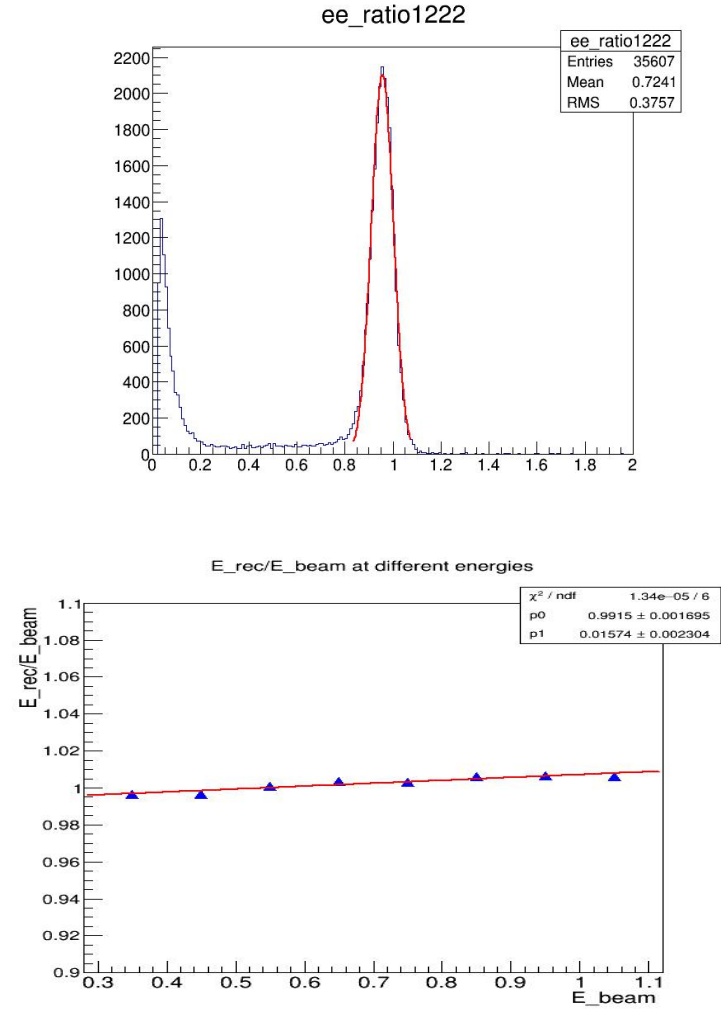 ee_ratio1222
ee_ratio1222
Entries 35607
Mean 0.7241
RMS 0.3757
2200
2000
1800
1600
1400
1200
1000
800
600
400
200
0
0 0.2 0.4 0.6 0.8 1 1.2 1.4 1.6 1.8 2
E_rec/E_beam at different energies
χ² / ndf 1.34e−05 / 6
p0 0.9915 ± 0.001695
p1 0.01574 ± 0.002304
E_rec/E_beam
1.1
1.08
1.06
1.04
1.02
1
0.98
0.96
0.94
0.92
0.9
0.3 0.4 0.5 0.6 0.7 0.8 0.9 1 1.1
E_beam